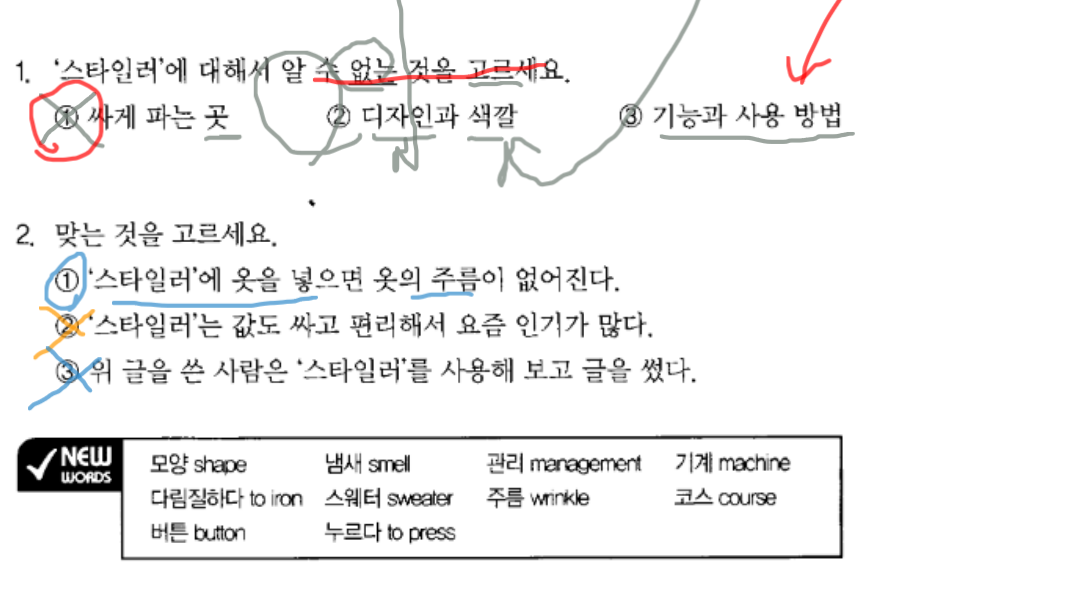 1. '스타일러'에 대해서 알 수 없는 것을 고르세요.
① 싸게 파는 곳 ② 디자인과 색깔 ③ 기능과 사용 방법
2. 맞는 것을 고르세요.
① '스타일러'에 옷을 넣으면 옷의 주름이 없어진다.
② '스타일러'는 값도 싸고 편리해서 요즘 인기가 많다.
③ 위 글을 쓴 사람은 '스타일러'를 사용해 보고 글을 썼다.
NEW
WORDS
모양 shape 냄새 smell 관리 management 기계 machine
다림질하다 to iron 스웨터 sweater 주름 wrinkle 코스 course
버튼 button 누르다 to press